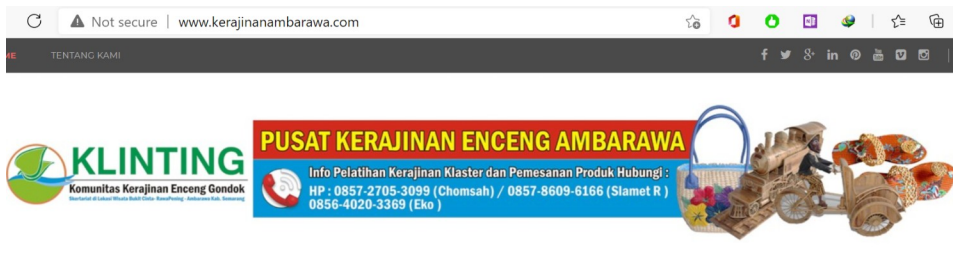 Not secure | www.kerajinanambarawa.com
ME TENTANG KAMI
KLINTING
Komunitas Kerajinan Enceng Gondok
PUSAT KERAJINAN ENCENG AMBARAWA
Info Pelatihan Kerajinan Klaster dan Pemesanan Produk Hubungi :
HP : 0857-2705-3099 (Chomsah) / 0857-8609-6166 (Slamet R )
0856-4020-3369 (Eko )